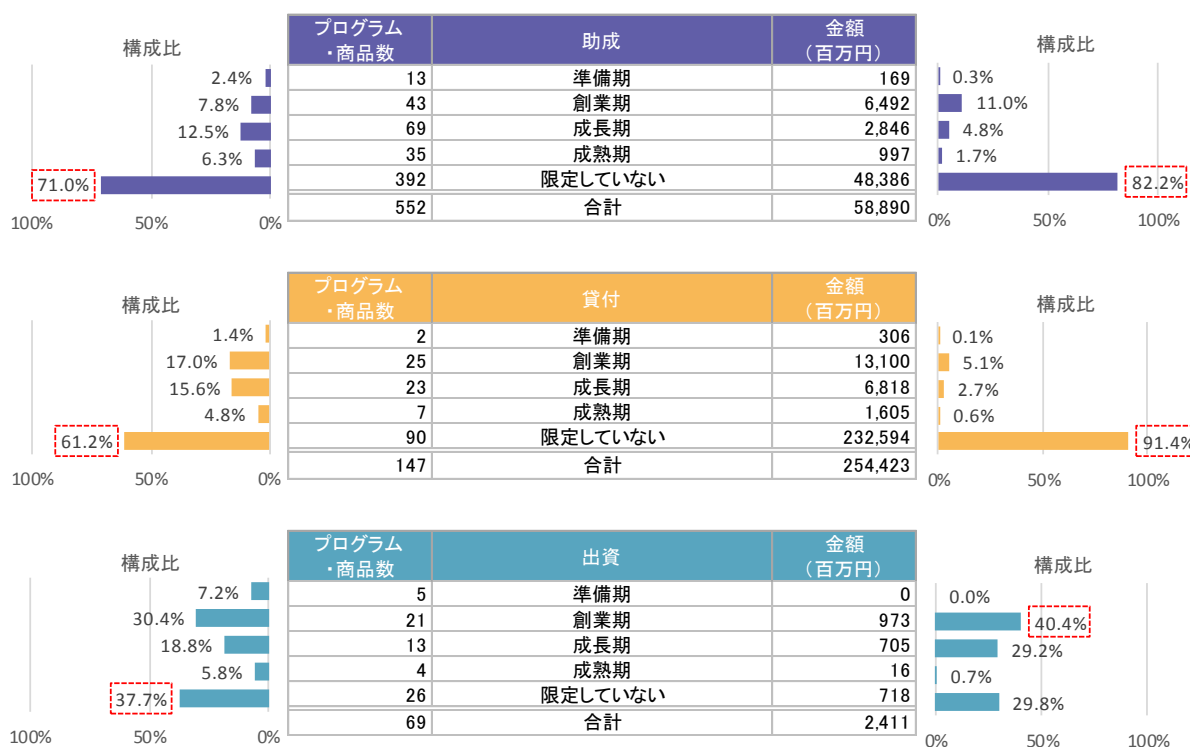 構成比
2.4%
7.8%
12.5%
6.3%
71.0%
100% 50% 0%
プログラム・商品数 助成 金額（百万円）
13 準備期 169
43 創業期 6,492
69 成長期 2,846
35 成熟期 997
392 限定していない 48,386
552 合計 58,890
構成比
0.3%
11.0%
4.8%
1.7%
82.2%
0% 50% 100%
構成比
1.4%
17.0%
15.6%
4.8%
61.2%
100% 50% 0%
プログラム・商品数 貸付 金額（百万円）
2 準備期 306
25 創業期 13,100
23 成長期 6,818
7 成熟期 1,605
90 限定していない 232,594
147 合計 254,423
構成比
0.1%
5.1%
2.7%
0.6%
91.4%
0% 50% 100%
構成比
7.2%
30.4%
18.8%
5.8%
37.7%
100% 50% 0%
プログラム・商品数 出資 金額（百万円）
5 準備期 0
21 創業期 973
13 成長期 705
4 成熟期 16
26 限定していない 718
69 合計 2,411
構成比
0.0%
40.4%
29.2%
0.7%
29.8%
0% 50% 100%